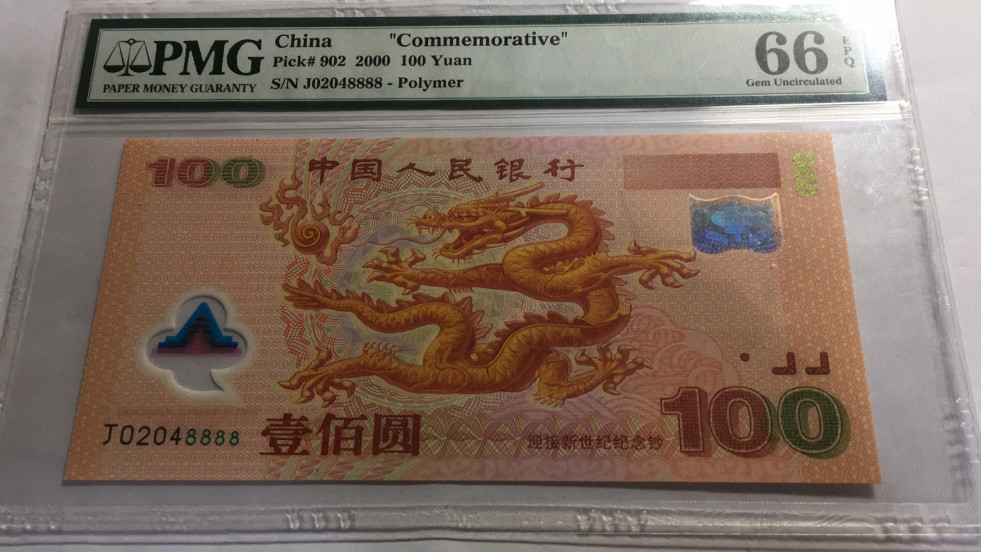 PMG
PAPER MONEY GUARANTY
China "Commemorative"
Pick# 902 2000 100 Yuan
S/N J02048888 - Polymer
66
EPQ
Gem Uncirculated
100 中国人民银行
J02048888
壹佰圆
迎接新世纪纪念钞
100